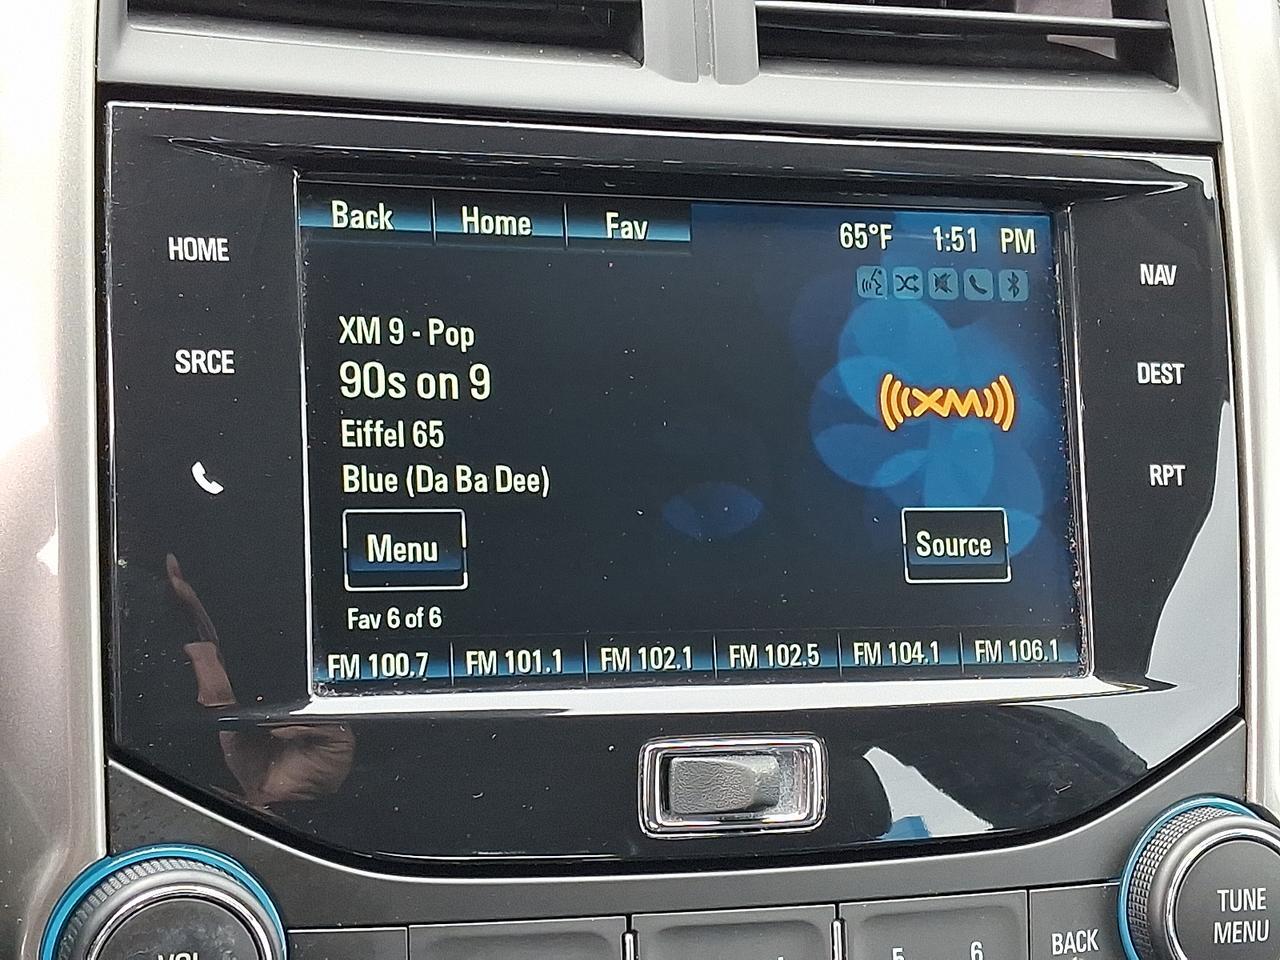 Back Home Fav 65°F 1:51 PM
HOME
NAV
XM 9 - Pop
SRCE
90s on 9
XM
DEST
Eiffel 65
Blue (Da Ba Dee)
RPT
Menu
Source
Fav 6 of 6
FM 100.7 FM 101.1 FM 102.1 FM 102.5 FM 104.1 FM 106.1
TUNE
MENU
BACK
5 6
VOL